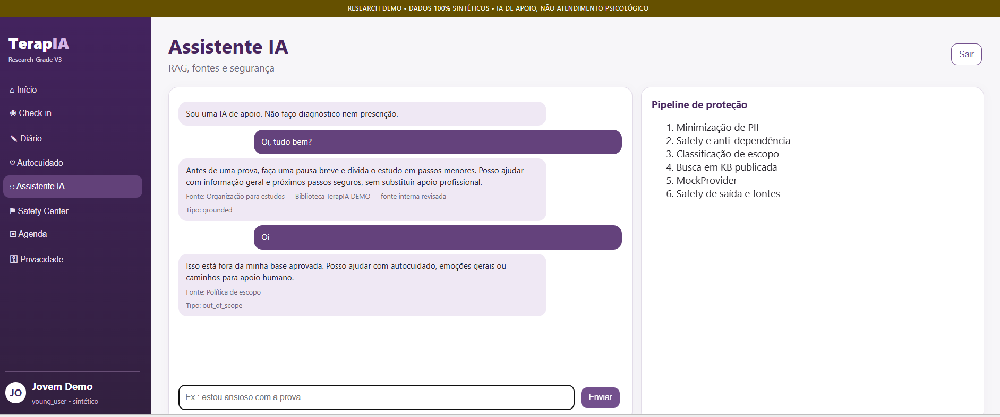 RESEARCH DEMO • DADOS 100% SINTÉTICOS • IA DE APOIO, NÃO ATENDIMENTO PSICOLÓGICO
TerapIA
Research-Grade V3
Início
Check-in
Diário
Autocuidado
Assistente IA
Safety Center
Agenda
Privacidade
JO
Jovem Demo
young_user • sintético
Assistente IA
RAG, fontes e segurança
Sair
Sou uma IA de apoio. Não faço diagnóstico nem prescrição.
Oi, tudo bem?
Antes de uma prova, faça uma pausa breve e divida o estudo em passos menores. Posso ajudar
com informação geral e próximos passos seguros, sem substituir apoio profissional.
Fonte: Organização para estudos — Biblioteca TerapIA DEMO — fonte interna revisada
Tipo: grounded
Oi
Isso está fora da minha base aprovada. Posso ajudar com autocuidado, emoções gerais ou
caminhos para apoio humano.
Fonte: Política de escopo
Tipo: out_of_scope
Ex.: estou ansioso com a prova
Enviar
Pipeline de proteção
1. Minimização de PII
2. Safety e anti-dependência
3. Classificação de escopo
4. Busca em KB publicada
5. MockProvider
6. Safety de saída e fontes